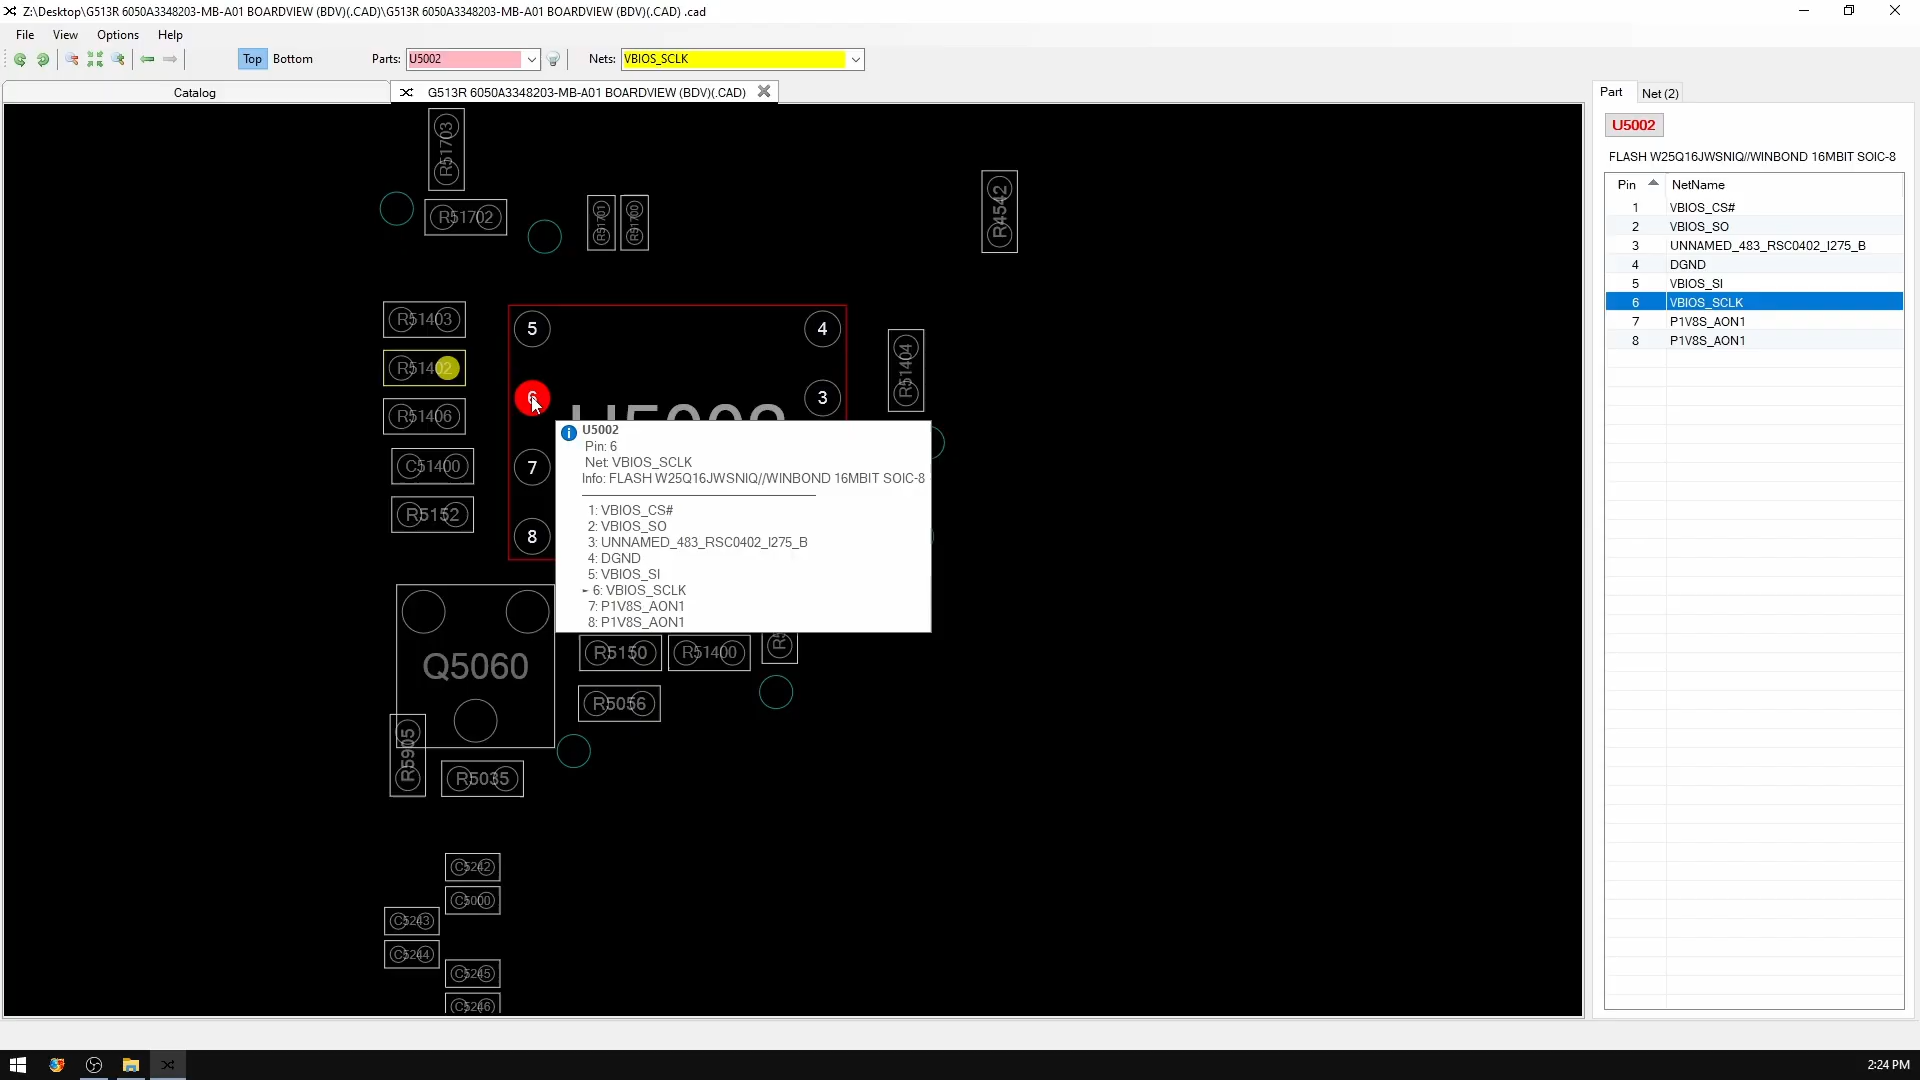 Z:\Desktop\G513R 6050A3348203-MB-A01 BOARDVIEW (BDV)(.CAD)\G513R 6050A3348203-MB-A01 BOARDVIEW (BDV)(.CAD) .cad
File View Options Help
Top Bottom Parts: U5002 Nets: VBIOS_SCLK
Catalog
G513R 6050A3348203-MB-A01 BOARDVIEW (BDV)(.CAD)
Part Net (2)
U5002
FLASH W25Q16JWSNIQ//WINBOND 16MBIT SOIC-8
Pin NetName
1 VBIOS_CS#
2 VBIOS_SO
3 UNNAMED_483_RSC0402_I275_B
4 DGND
5 VBIOS_SI
6 VBIOS_SCLK
7 P1V8S_AON1
8 P1V8S_AON1
R51703
R51702
R51701
R51700
R4542
R51403
R51402
R51406
C51400
R5152
5
4
6
3
7
8
U5002
R51404
U5002
Pin: 6
Net: VBIOS_SCLK
Info: FLASH W25Q16JWSNIQ//WINBOND 16MBIT SOIC-8
1: VBIOS_CS#
2: VBIOS_SO
3: UNNAMED_483_RSC0402_I275_B
4: DGND
5: VBIOS_SI
6: VBIOS_SCLK
7: P1V8S_AON1
8: P1V8S_AON1
Q5060
R5150
R51400
R5056
R5905
R5035
C5242
C5000
C5243
C5244
C5245
C5246
2:24 PM